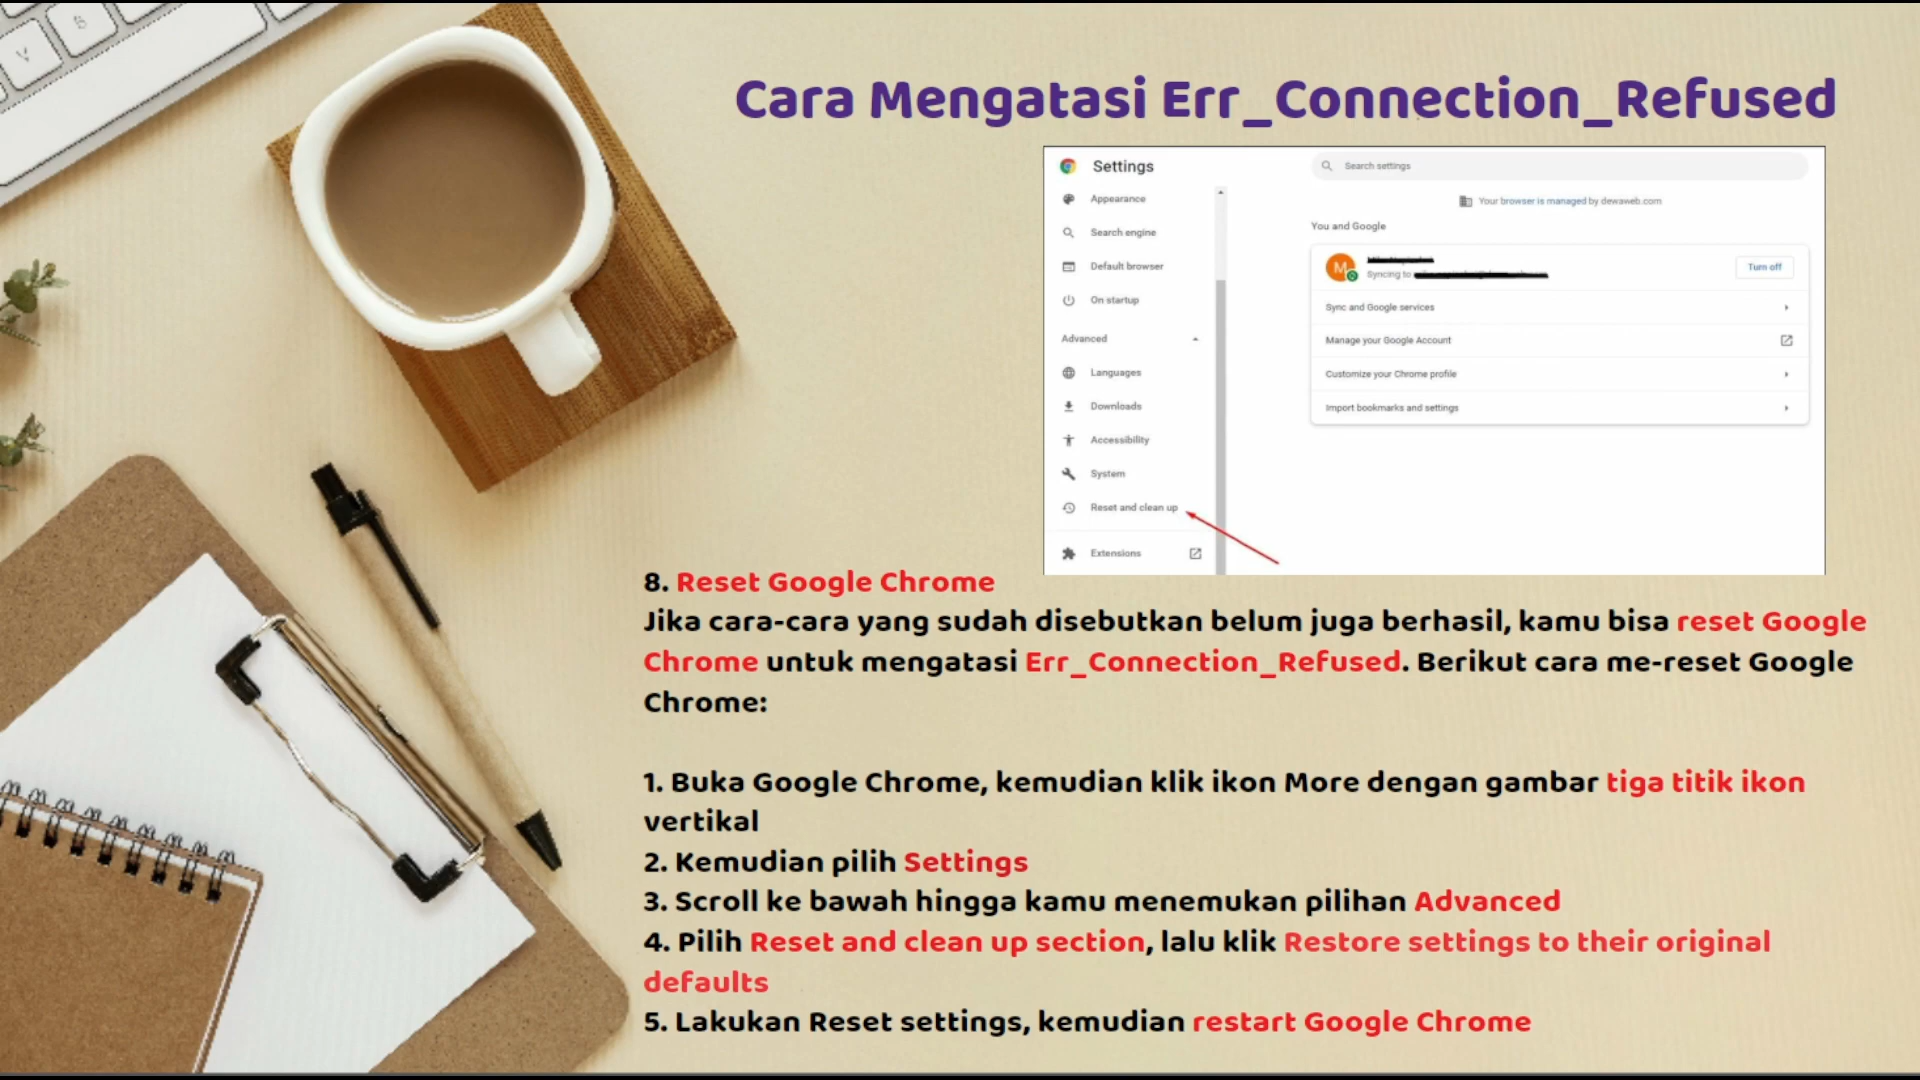 Cara Mengatasi Err_Connection_Refused
Settings
Search settings
Appearance
Your browser is managed by dewaweb.com
You and Google
Search engine
Default browser
M
Syncing to
Turn off
On startup
Sync and Google services
Advanced
Manage your Google Account
Languages
Customize your Chrome profile
Downloads
Import bookmarks and settings
Accessibility
System
Reset and clean up
Extensions
8. Reset Google Chrome
Jika cara-cara yang sudah disebutkan belum juga berhasil, kamu bisa reset Google
Chrome untuk mengatasi Err_Connection_Refused. Berikut cara me-reset Google
Chrome:
1. Buka Google Chrome, kemudian klik ikon More dengan gambar tiga titik ikon
vertikal
2. Kemudian pilih Settings
3. Scroll ke bawah hingga kamu menemukan pilihan Advanced
4. Pilih Reset and clean up section, lalu klik Restore settings to their original
defaults
5. Lakukan Reset settings, kemudian restart Google Chrome